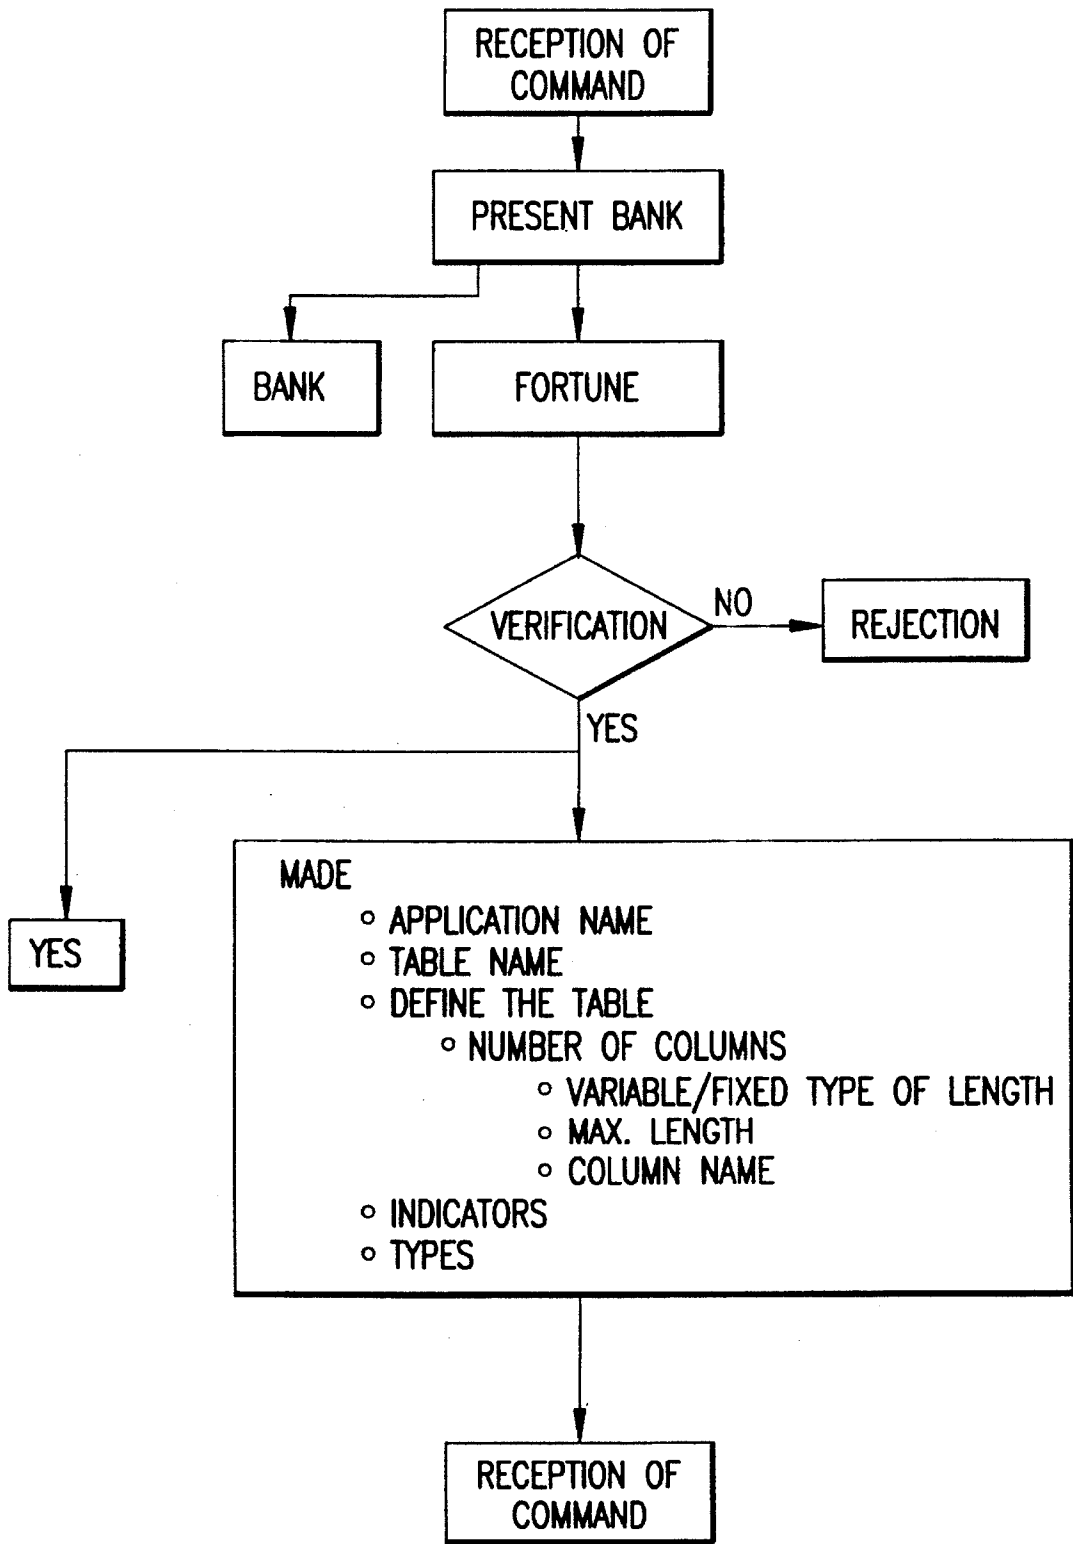 RECEPTION OF
COMMAND
PRESENT BANK
BANK
FORTUNE
VERIFICATION
NO
REJECTION
YES
YES
MADE
○ APPLICATION NAME
○ TABLE NAME
○ DEFINE THE TABLE
○ NUMBER OF COLUMNS
○ VARIABLE/FIXED TYPE OF LENGTH
○ MAX. LENGTH
○ COLUMN NAME
○ INDICATORS
○ TYPES
RECEPTION OF
COMMAND